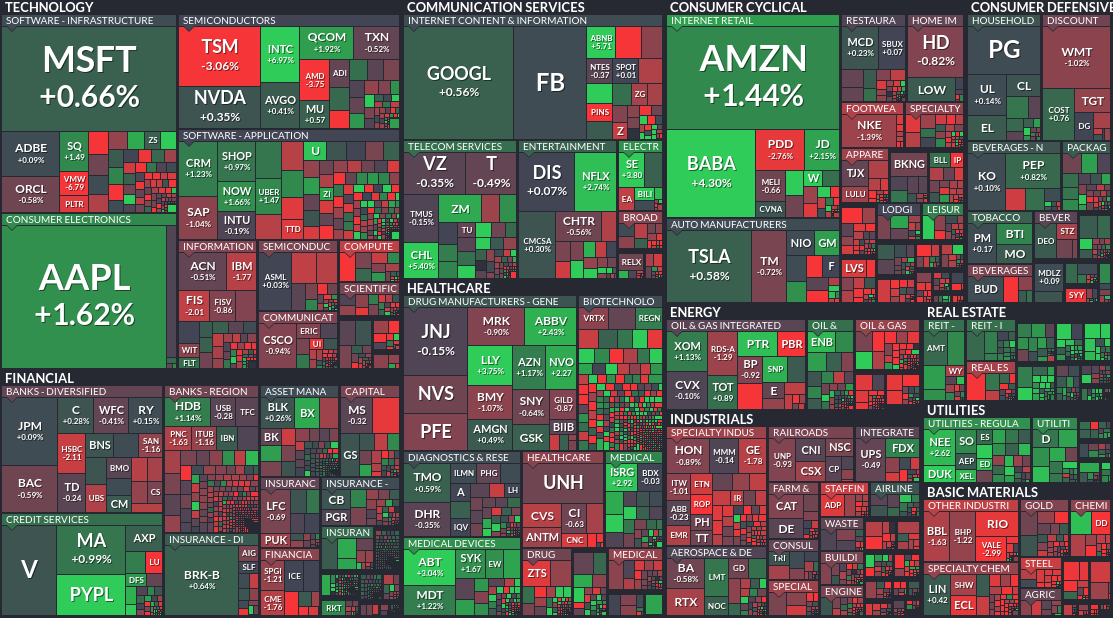 TECHNOLOGY
SOFTWARE - INFRASTRUCTURE
MSFT
+0.66%
ADBE
+0.09%
SQ
+1.49
ZS
ORCL
-0.58%
VMW
-6.79
PLTR
CONSUMER ELECTRONICS
AAPL
+1.62%
SEMICONDUCTORS
TSM
-3.06%
INTC
+6.97%
QCOM
+1.92%
TXN
-0.52%
NVDA
+0.35%
AVGO
+0.41%
AMD
-3.75
ADI
MU
+0.57
SOFTWARE - APPLICATION
CRM
+1.23%
SHOP
+0.97%
U
NOW
+1.66%
UBER
+1.47
ZI
SAP
-1.04%
INTU
-0.19%
TTD
INFORMATION
ACN
-0.51%
IBM
-1.77
FIS
-2.01
FISV
-0.86
WIT
FLT
SEMICONDUC
ASML
+0.03%
COMMUNICAT
CSCO
-0.94%
ERIC
UI
COMPUTE
SCIENTIFIC
COMMUNICATION SERVICES
INTERNET CONTENT & INFORMATION
GOOGL
+0.56%
FB
ABNB
+5.71
NTES
-0.37
SPOT
+0.01
ZG
PINS
Z
TELECOM SERVICES
VZ
-0.35%
T
-0.49%
TMUS
-0.15%
ZM
TU
CHL
+5.40%
ENTERTAINMENT
DIS
+0.07%
NFLX
+2.74%
CMCSA
+0.30%
CHTR
-0.56%
ELECTR
SE
+3.80
EA
BILI
BROAD
RELX
CONSUMER CYCLICAL
INTERNET RETAIL
AMZN
+1.44%
BABA
+4.30%
PDD
-2.76%
JD
+2.15%
MELI
-0.66
W
CVNA
AUTO MANUFACTURERS
TSLA
+0.58%
TM
-0.72%
NIO
GM
F
RESTAURA
MCD
+0.23%
SBUX
+0.07
HOME IM
HD
-0.82%
LOW
FOOTWEA
NKE
-1.39%
SPECIALTY
APPARE
TJX
LULU
BKNG
BLL
IP
LODGI
LEISUR
LVS
CONSUMER DEFENSIVE
HOUSEHOLD
PG
UL
+0.14%
CL
EL
DISCOUNT
WMT
-1.02%
COST
+0.76
TGT
DG
BEVERAGES - N
KO
+0.10%
PEP
+0.82%
PACKAG
TOBACCO
PM
+0.17
BTI
MO
BEVER
DEO
STZ
BEVERAGES
BUD
MDLZ
+0.09
SYY
FINANCIAL
BANKS - DIVERSIFIED
JPM
+0.09%
C
+0.28%
WFC
-0.41%
RY
+0.15%
HSBC
-2.11
BNS
SAN
-1.16
BAC
-0.59%
TD
-0.24
BMO
UBS
CM
CS
CREDIT SERVICES
V
MA
+0.99%
AXP
LU
PYPL
DFS
BANKS - REGION
HDB
+1.14%
USB
-0.28
TFC
PNC
-1.63
ITUB
-1.16
IBN
INSURANCE - DI
BRK-B
+0.64%
AIG
SLF
ASSET MANA
BLK
+0.26%
BX
BK
CAPITAL
MS
-0.32
GS
INSURANC
LFC
-0.69
PUK
INSURANCE -
CB
PGR
INSURAN
FINANCIA
SPGI
-1.21
ICE
CME
-1.76
RKT
HEALTHCARE
DRUG MANUFACTURERS - GENE
JNJ
-0.15%
MRK
-0.90%
ABBV
+2.43%
LLY
+3.75%
AZN
+1.17%
NVO
+2.27
NVS
BMY
-1.07%
SNY
-0.64%
GILD
-0.87
PFE
AMGN
+0.49%
GSK
BIIB
BIOTECHNOLO
VRTX
REGN
DIAGNOSTICS & RESE
TMO
+0.59%
ILMN
PHG
A
LH
DHR
-0.35%
IQV
HEALTHCARE
UNH
CVS
CI
-0.63
ANTM
CNC
MEDICAL
ISRG
+2.92
BDX
-0.03
MEDICAL DEVICES
ABT
+3.04%
SYK
+1.67
EW
MDT
+1.22%
DRUG
ZTS
MEDICAL
ENERGY
OIL & GAS INTEGRATED
XOM
+1.13%
RDS-A
-1.29
PTR
PBR
CVX
-0.10%
TOT
+0.89
BP
-0.92
SNP
E
OIL &
ENB
OIL & GAS
REAL ESTATE
REIT -
AMT
WY
REIT - I
REAL ES
INDUSTRIALS
SPECIALTY INDUS
HON
-0.89%
MMM
-0.14
GE
-1.78
ITW
-1.01
ETN
ROP
IR
ABB
-0.23
PH
EMR
TT
RAILROADS
UNP
-0.93
CNI
NSC
CSX
CP
INTEGRATE
UPS
-0.49
FDX
FARM &
CAT
DE
STAFFIN
ADP
AIRLINE
WASTE
AEROSPACE & DE
BA
-0.58%
LMT
GD
RTX
NOC
CONSUL
TRI
BUILDI
SPECIAL
ENGINE
UTILITIES
UTILITIES - REGULA
NEE
+2.62
SO
ES
AEP
ED
DUK
XEL
UTILITI
D
BASIC MATERIALS
OTHER INDUSTRI
BBL
-1.63
BHP
-1.22
RIO
VALE
-2.99
GOLD
CHEMI
DD
SPECIALTY CHEM
LIN
+0.42
SHW
ECL
STEEL
AGRIC